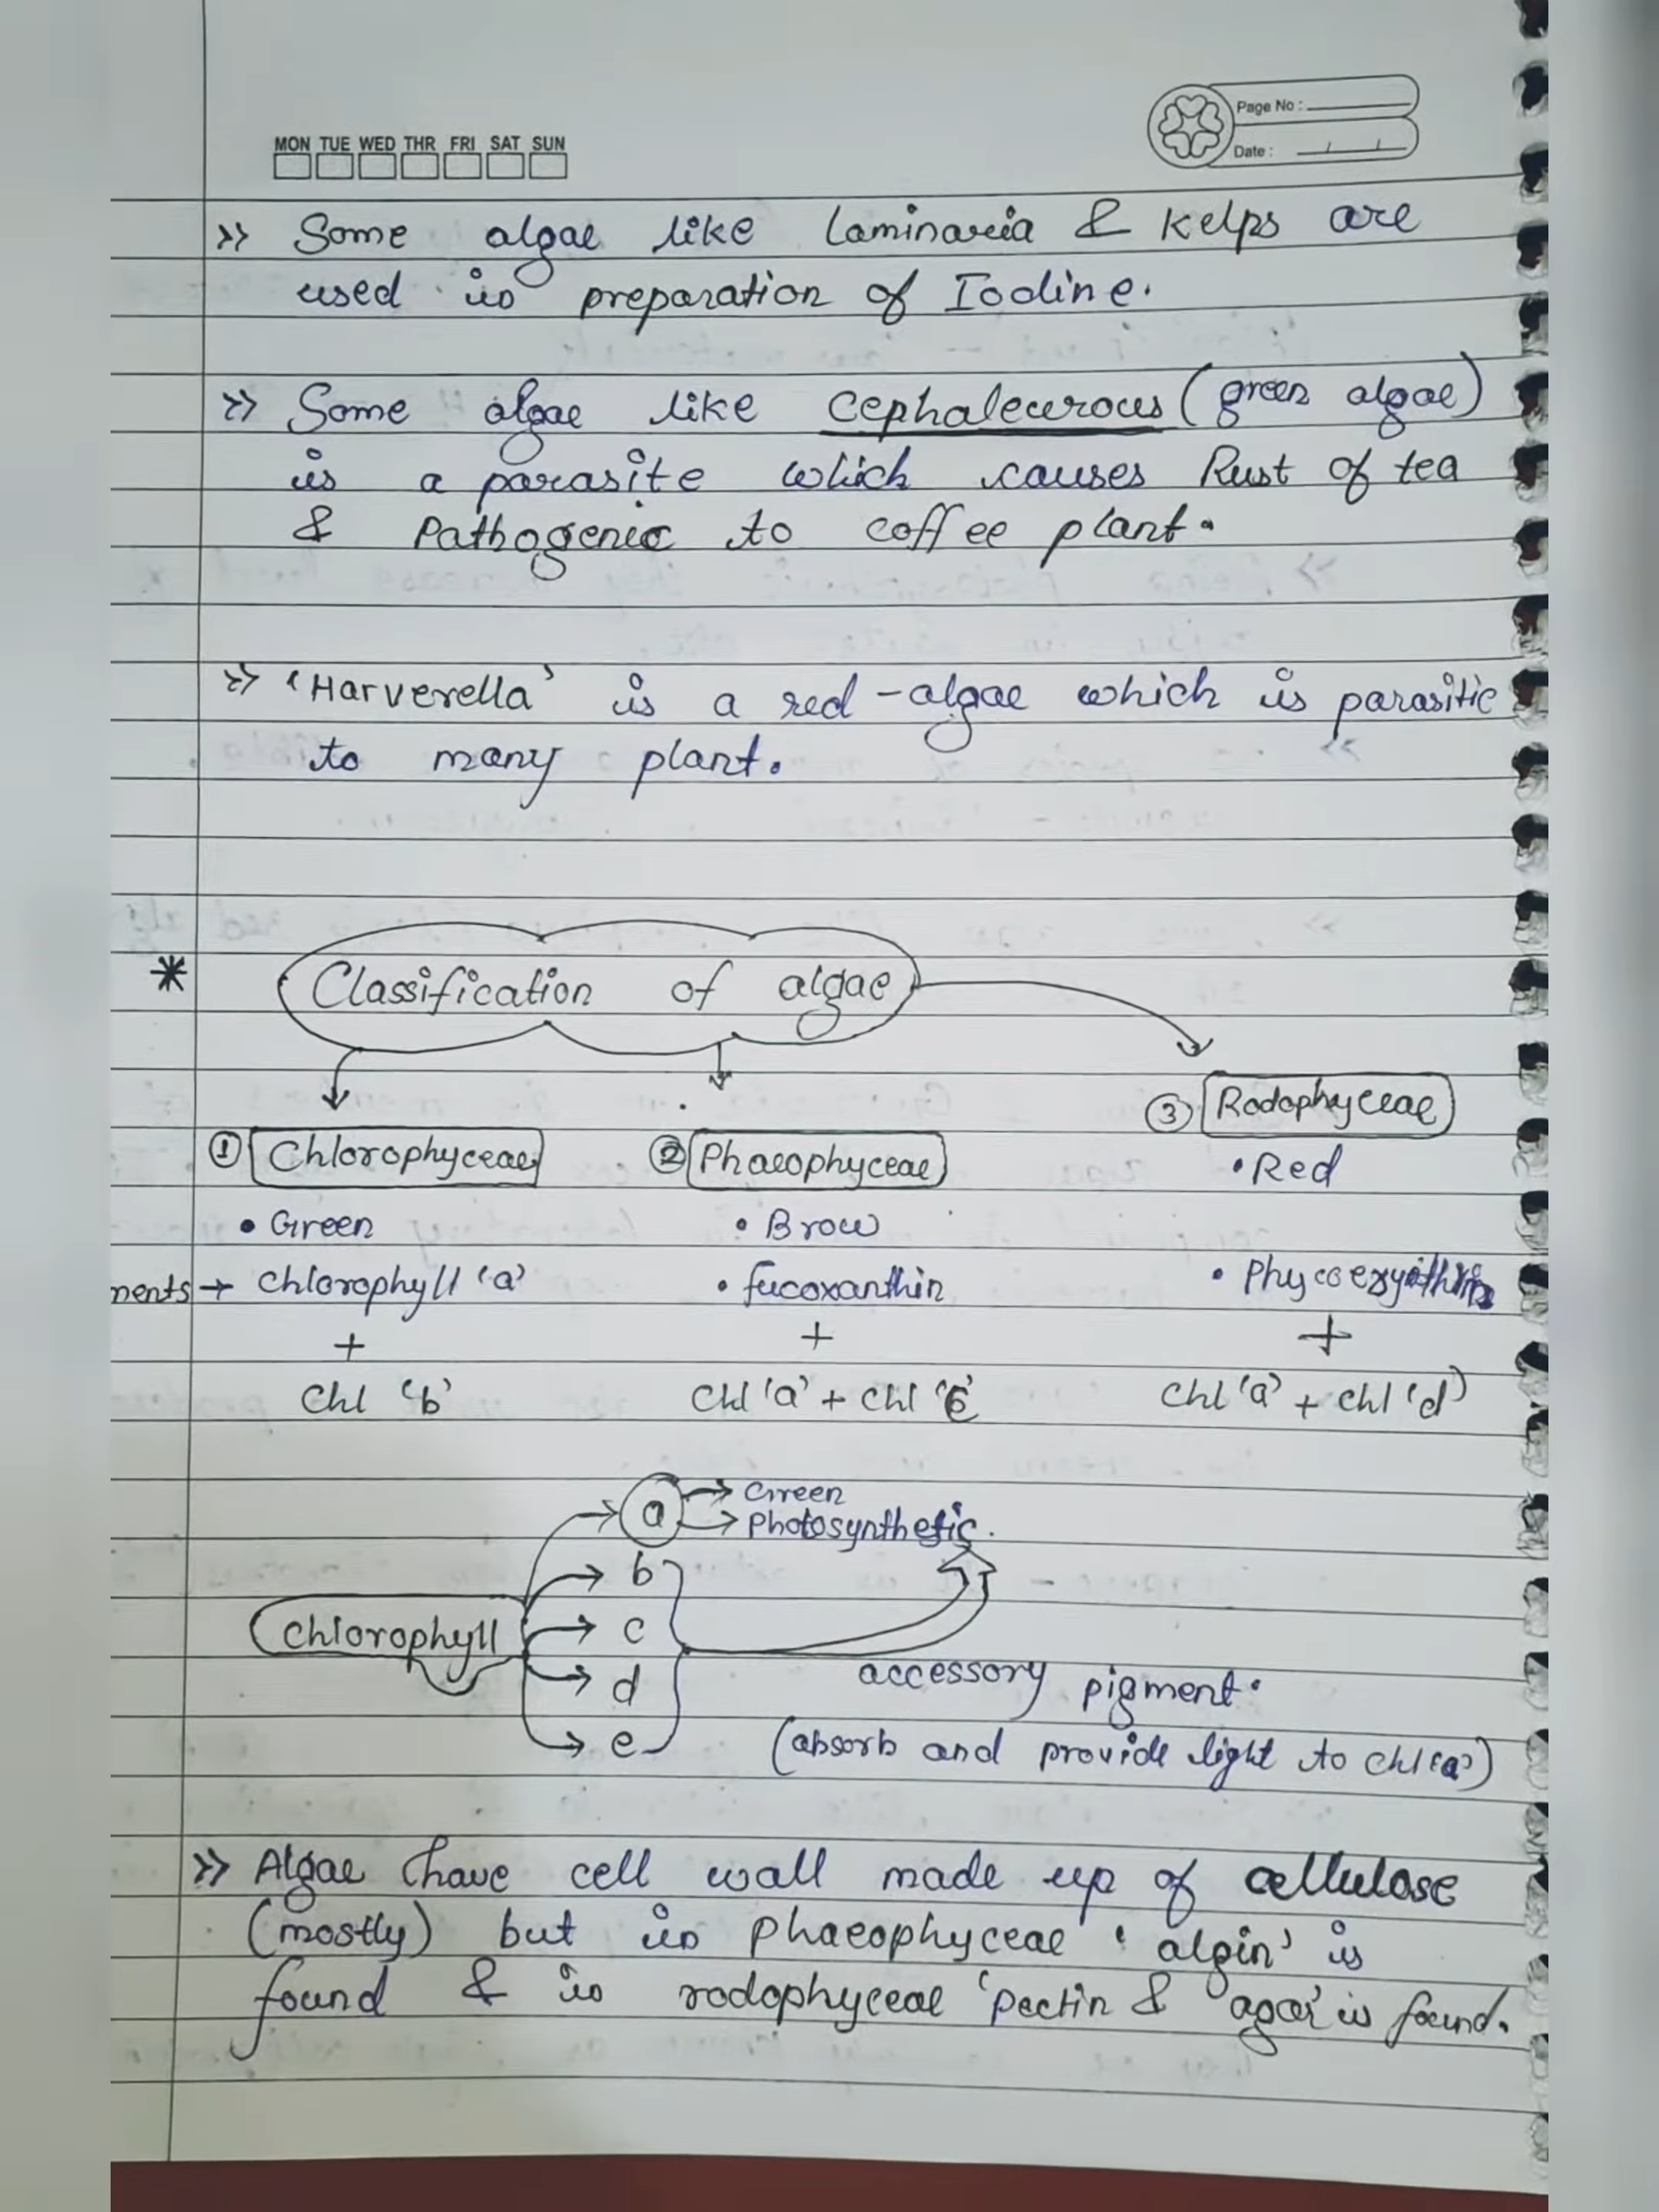 MON TUE WED THR FRI SAT SUN
Page No :
Date :
>> Some algae like Laminaria & Kelps are
used in preparation of Iodine.
>> Some algae like Cephaleurous (green algae)
is a parasite which causes Rust of tea
& Pathogenic to coffee plant.
>> 'Harverella' is a red-algae which is parasitic
to many plant.
* Classification of algae
① Chlorophyceae ② Phaeophyceae ③ Rodophyceae
• Green • Brow • Red
ments → chlorophyll 'a' • fucoxanthin • Phycoerythrin
+ + +
Chl 'b' Chl 'a' + Chl 'c' Chl 'a' + Chl 'd'
a → Green
→ Photosynthetic.
b
Chlorophyll → c
d
accessory pigment.
e
(absorb and provide light to Chl 'a')
>> Algae have cell wall made up of cellulose
(mostly) but in Phaeophyceae 'algin' is
found & in rodophyceae 'pectin & agar' is found.